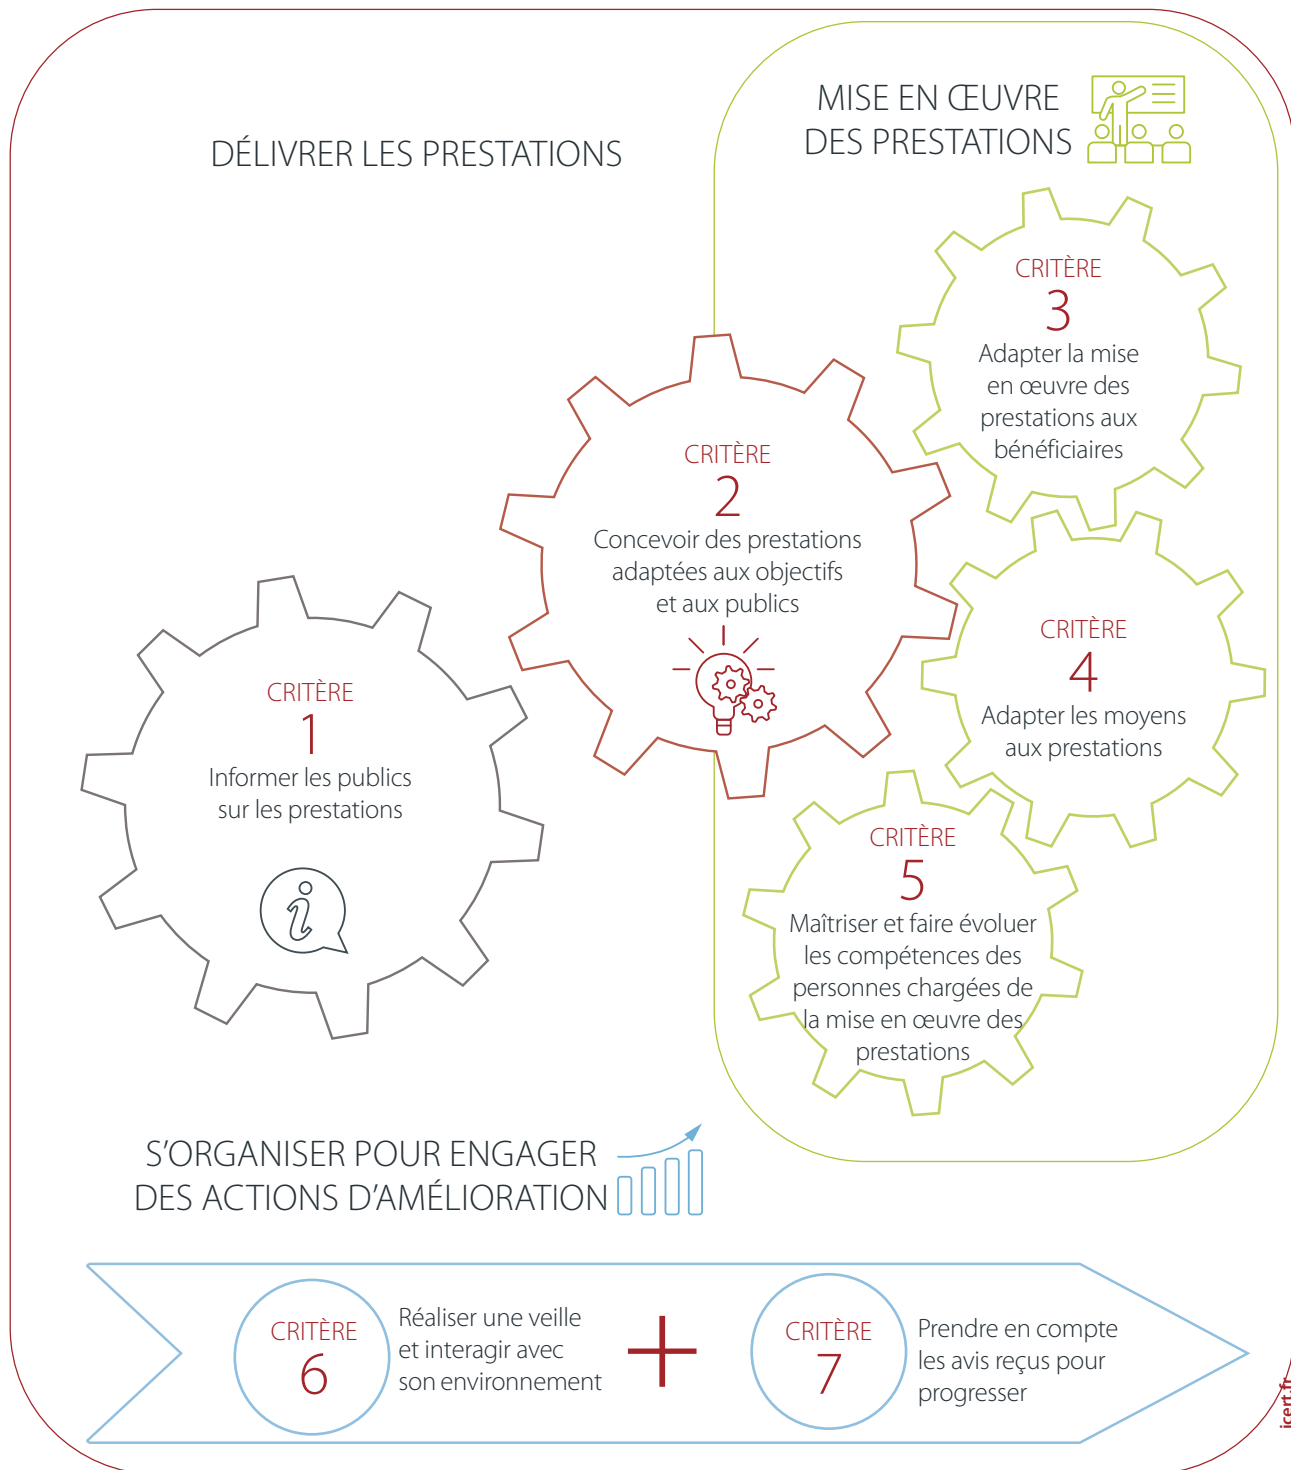 DÉLIVRER LES PRESTATIONS
MISE EN ŒUVRE
DES PRESTATIONS
CRITÈRE
1
Informer les publics
sur les prestations
CRITÈRE
2
Concevoir des prestations
adaptées aux objectifs
et aux publics
CRITÈRE
3
Adapter la mise
en œuvre des
prestations aux
bénéficiaires
CRITÈRE
4
Adapter les moyens
aux prestations
CRITÈRE
5
Maîtriser et faire évoluer
les compétences des
personnes chargées de
la mise en œuvre des
prestations
S'ORGANISER POUR ENGAGER
DES ACTIONS D'AMÉLIORATION
CRITÈRE
6
Réaliser une veille
et interagir avec
son environnement
+
CRITÈRE
7
Prendre en compte
les avis reçus pour
progresser
icert.fr